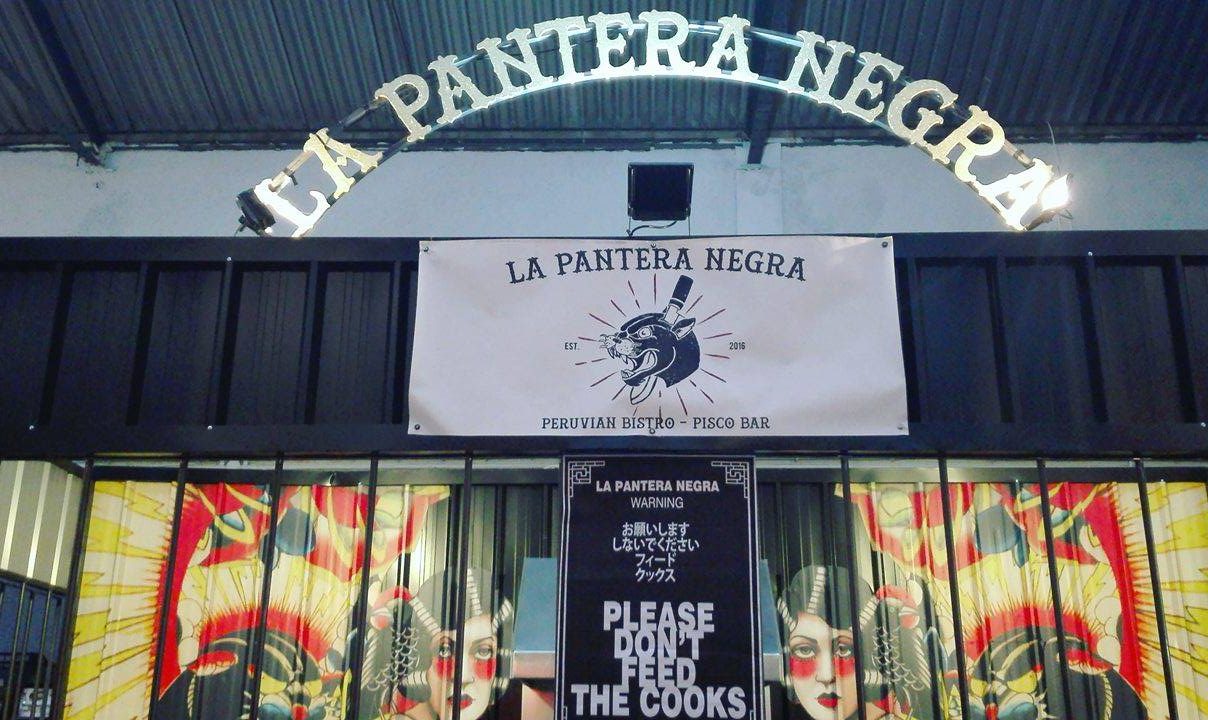 LA PANTERA NEGRA
LA PANTERA NEGRA
EST. 2016
PERUVIAN BISTRO - PISCO BAR
LA PANTERA NEGRA
WARNING
お願いします
しないでください
フィード
クックス
PLEASE
DON'T
FEED
THE COOKS